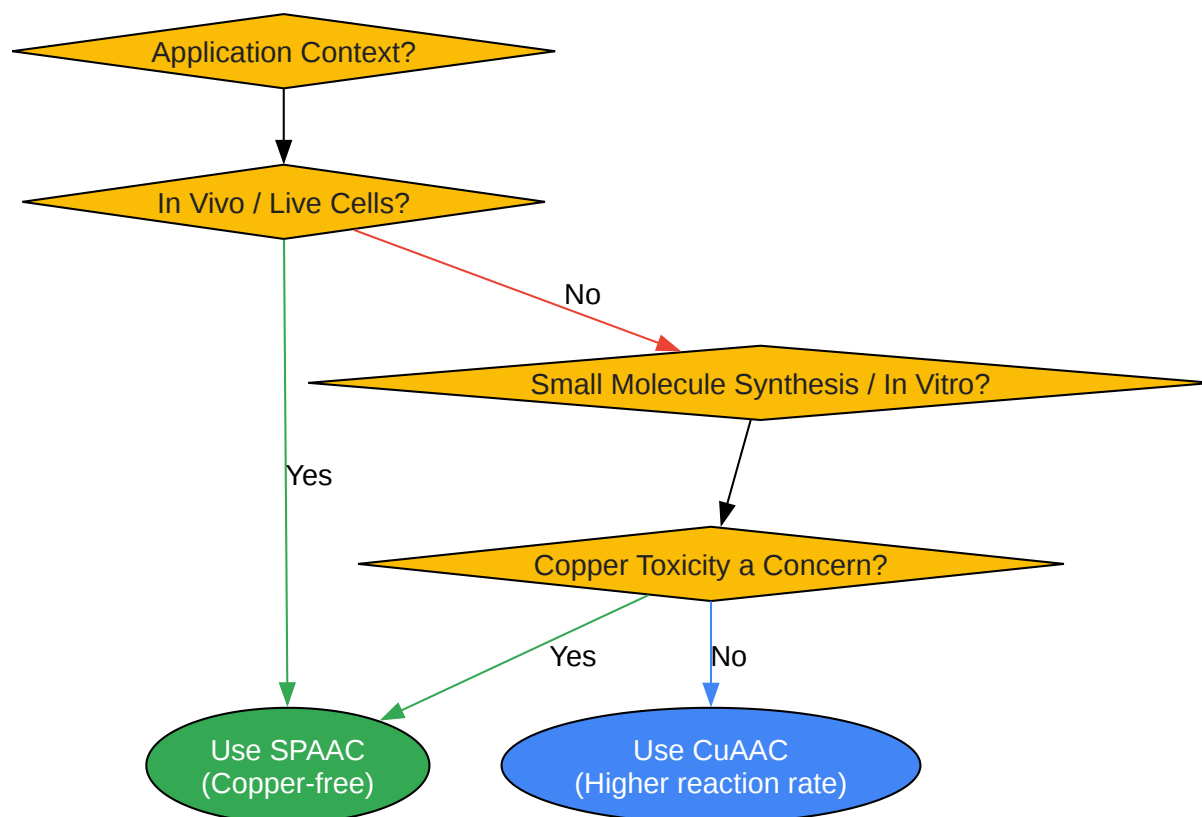 Application Context?
In Vivo / Live Cells?
No
Small Molecule Synthesis / In Vitro?
Yes
Copper Toxicity a Concern?
Yes
No
Use SPAAC
(Copper-free)
Use CuAAC
(Higher reaction rate)